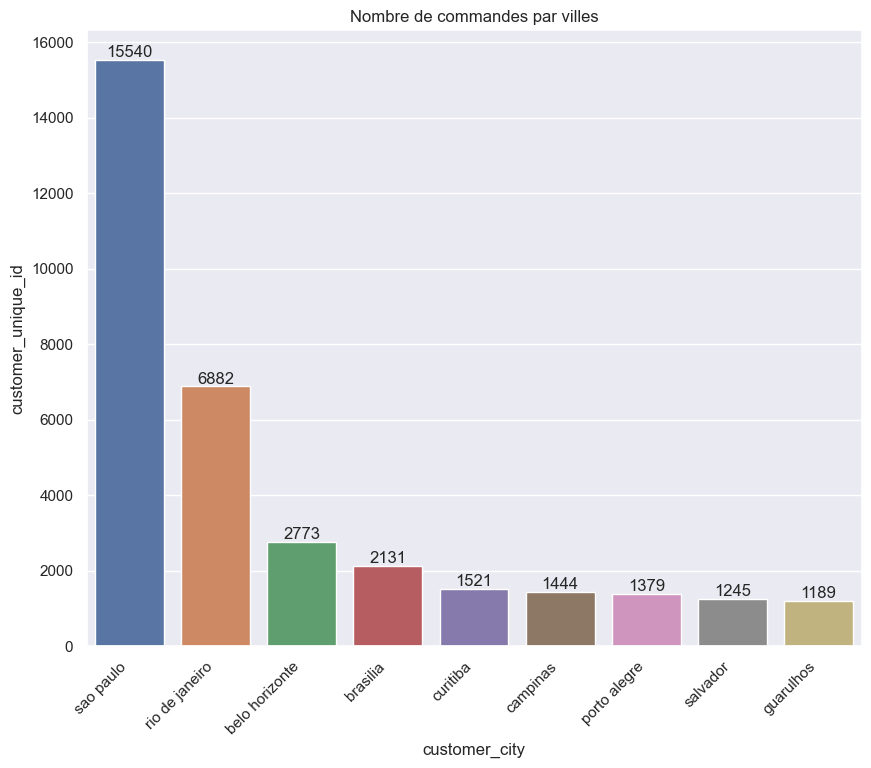 Nombre de commandes par villes
16000
14000
12000
10000
8000
6000
4000
2000
0
customer_unique_id
15540
6882
2773
2131
1521
1444
1379
1245
1189
sao paulo
rio de janeiro
belo horizonte
brasilia
curitiba
campinas
porto alegre
salvador
guarulhos
customer_city